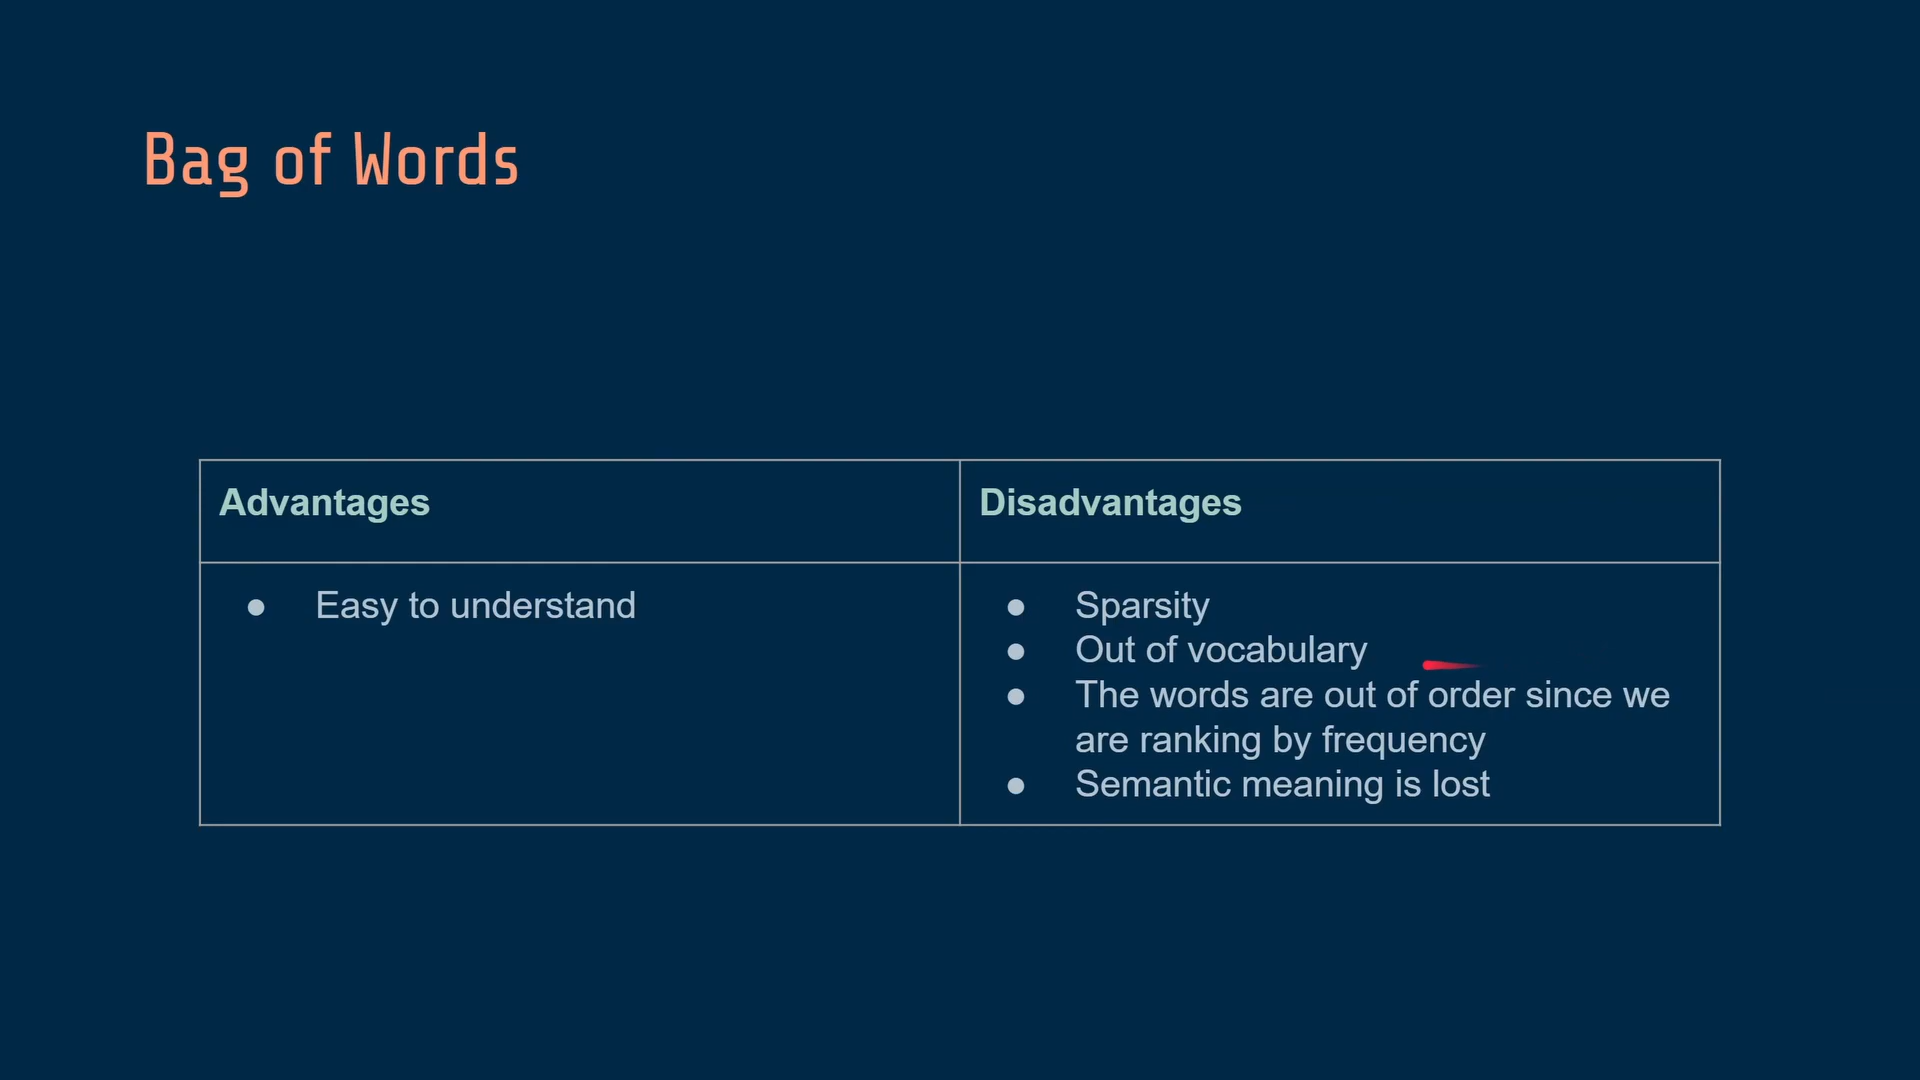 Bag of Words
Advantages
Disadvantages
● Easy to understand
● Sparsity
● Out of vocabulary
● The words are out of order since we
are ranking by frequency
● Semantic meaning is lost